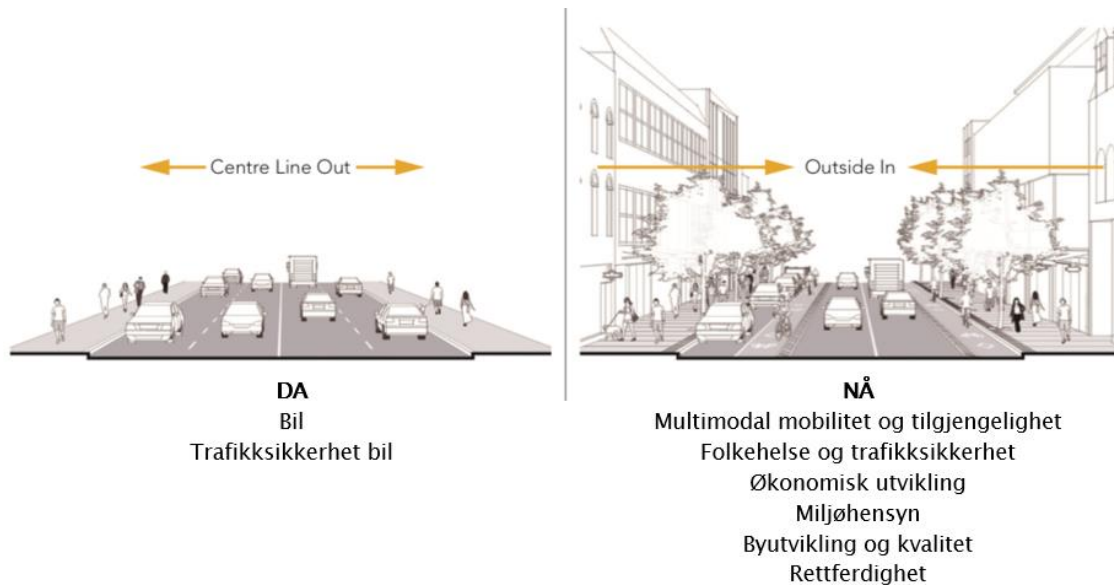 Centre Line Out
DA
Bil
Trafikksikkerhet bil
Outside In
NÅ
Multimodal mobilitet og tilgjengelighet
Folkehelse og trafikksikkerhet
Økonomisk utvikling
Miljøhensyn
Byutvikling og kvalitet
Rettferdighet